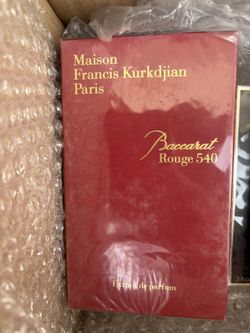 Maison
Francis Kurkdjian
Paris
Baccarat
Rouge 540
Extrait de parfum